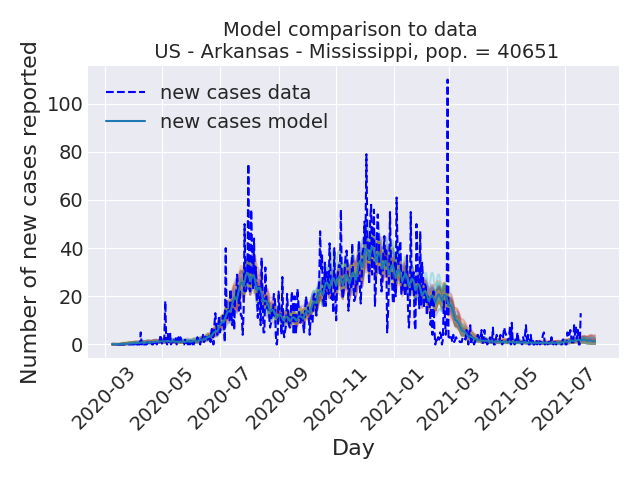 Model comparison to data
US - Arkansas - Mississippi, pop. = 40651
Number of new cases reported
100
80
60
40
20
0
new cases data
new cases model
2020-03
2020-05
2020-07
2020-09
2020-11
2021-01
2021-03
2021-05
2021-07
Day